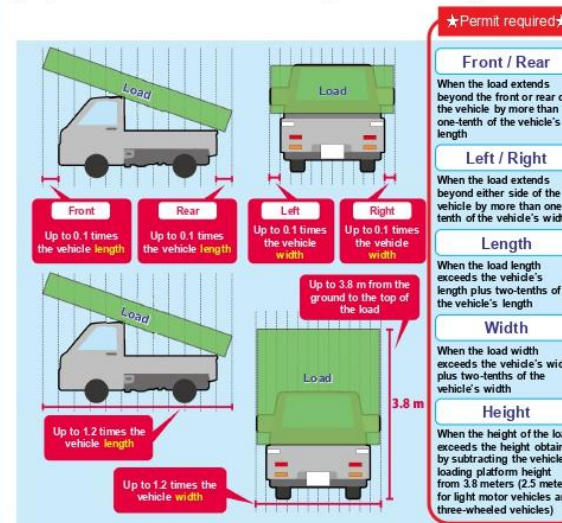 ★Permit required★
Load
Load
Front
Up to 0.1 times
the vehicle length
Rear
Up to 0.1 times
the vehicle length
Left
Up to 0.1 times
the vehicle
width
Right
Up to 0.1 times
the vehicle
width
Load
Up to 1.2 times the
vehicle length
Up to 3.8 m from the
ground to the top of
the load
Load
3.8 m
Up to 1.2 times the
vehicle width
Front / Rear
When the load extends
beyond the front or rear
the vehicle by more than
one-tenth of the vehicle's
length
Left / Right
When the load extends
beyond either side of the
vehicle by more than one-
tenth of the vehicle's
Length
When the load length
exceeds the vehicle's
length plus two-tenths of
the vehicle's length
Width
When the load width
exceeds the vehicle's
plus two-tenths of the
vehicle's width
Height
When the height of the
exceeds the height
by subtracting the
loading platform height
from 3.8 meters (2.5
for light motor vehicles
three-wheeled vehicles)